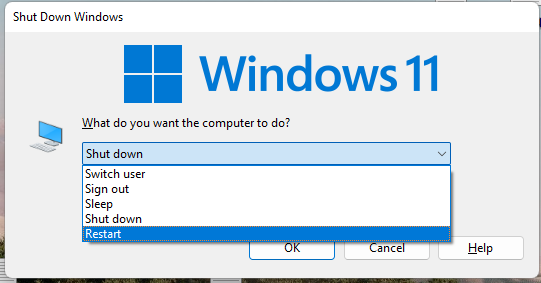 Shut Down Windows
Windows 11
What do you want the computer to do?
Shut down
Switch user
Sign out
Sleep
Shut down
Restart
OK
Cancel
Help